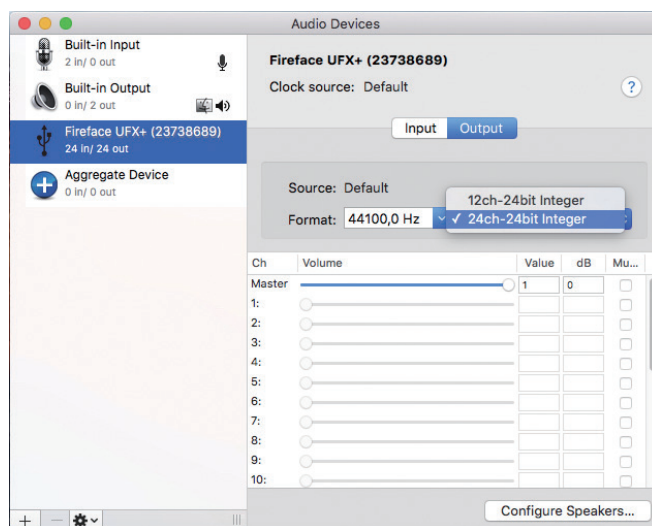 Audio Devices
Built-in Input
2 in/ 0 out
Built-in Output
0 in/ 2 out
Fireface UFX+ (23738689)
24 in/ 24 out
Aggregate Device
0 in/ 0 out
Fireface UFX+ (23738689)
Clock source: Default
?
Input Output
Source: Default
12ch-24bit Integer
Format: 44100,0 Hz ✓ 24ch-24bit Integer
Ch Volume Value dB Mu...
Master 1 0
1:
2:
3:
4:
5:
6:
7:
8:
9:
10:
Configure Speakers...